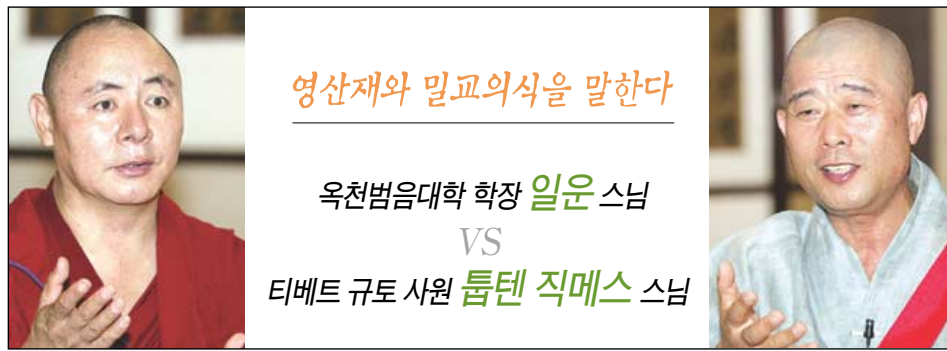 영산재와 밀교의식을 말한다
옥천범음대학 학장 일운 스님
VS
티베트 규토 사원 툽텐 직메스 스님